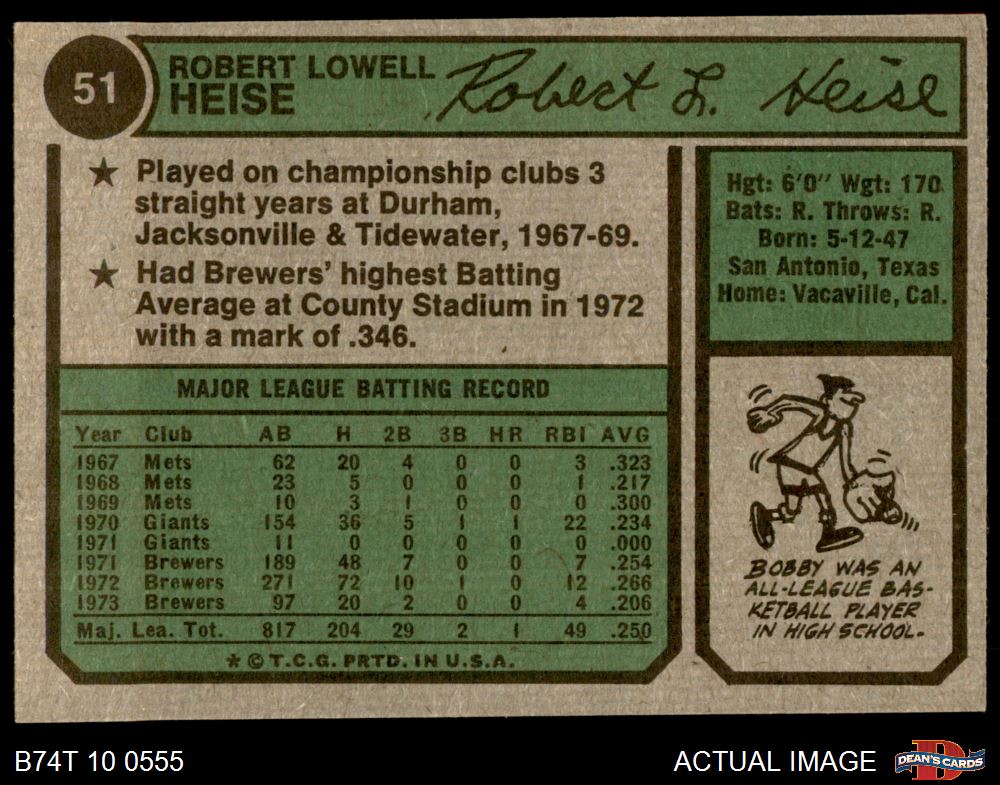 51
ROBERT LOWELL
HEISE
Robert L. Heise
★ Played on championship clubs 3
straight years at Durham,
Jacksonville & Tidewater, 1967-69.
★ Had Brewers' highest Batting
Average at County Stadium in 1972
with a mark of .346.
Hgt: 6'0" Wgt: 170
Bats: R. Throws: R.
Born: 5-12-47
San Antonio, Texas
Home: Vacaville, Cal.
MAJOR LEAGUE BATTING RECORD
Year Club AB H 2B 3B HR RBI AVG
1967 Mets 62 20 4 0 0 3 .323
1968 Mets 23 5 0 0 0 1 .217
1969 Mets 10 3 1 0 0 0 .300
1970 Giants 154 36 5 1 1 22 .234
1971 Giants 11 0 0 0 0 0 .000
1971 Brewers 189 48 7 0 0 7 .254
1972 Brewers 271 72 10 1 0 12 .266
1973 Brewers 97 20 2 0 0 4 .206
Maj. Lea. Tot. 817 204 29 2 1 49 .250
★ © T.C.G. PRTD. IN U.S.A.
BOBBY WAS AN
ALL-LEAGUE BAS-
KETBALL PLAYER
IN HIGH SCHOOL.
B74T 10 0555
ACTUAL IMAGE
DEAN'S CARDS